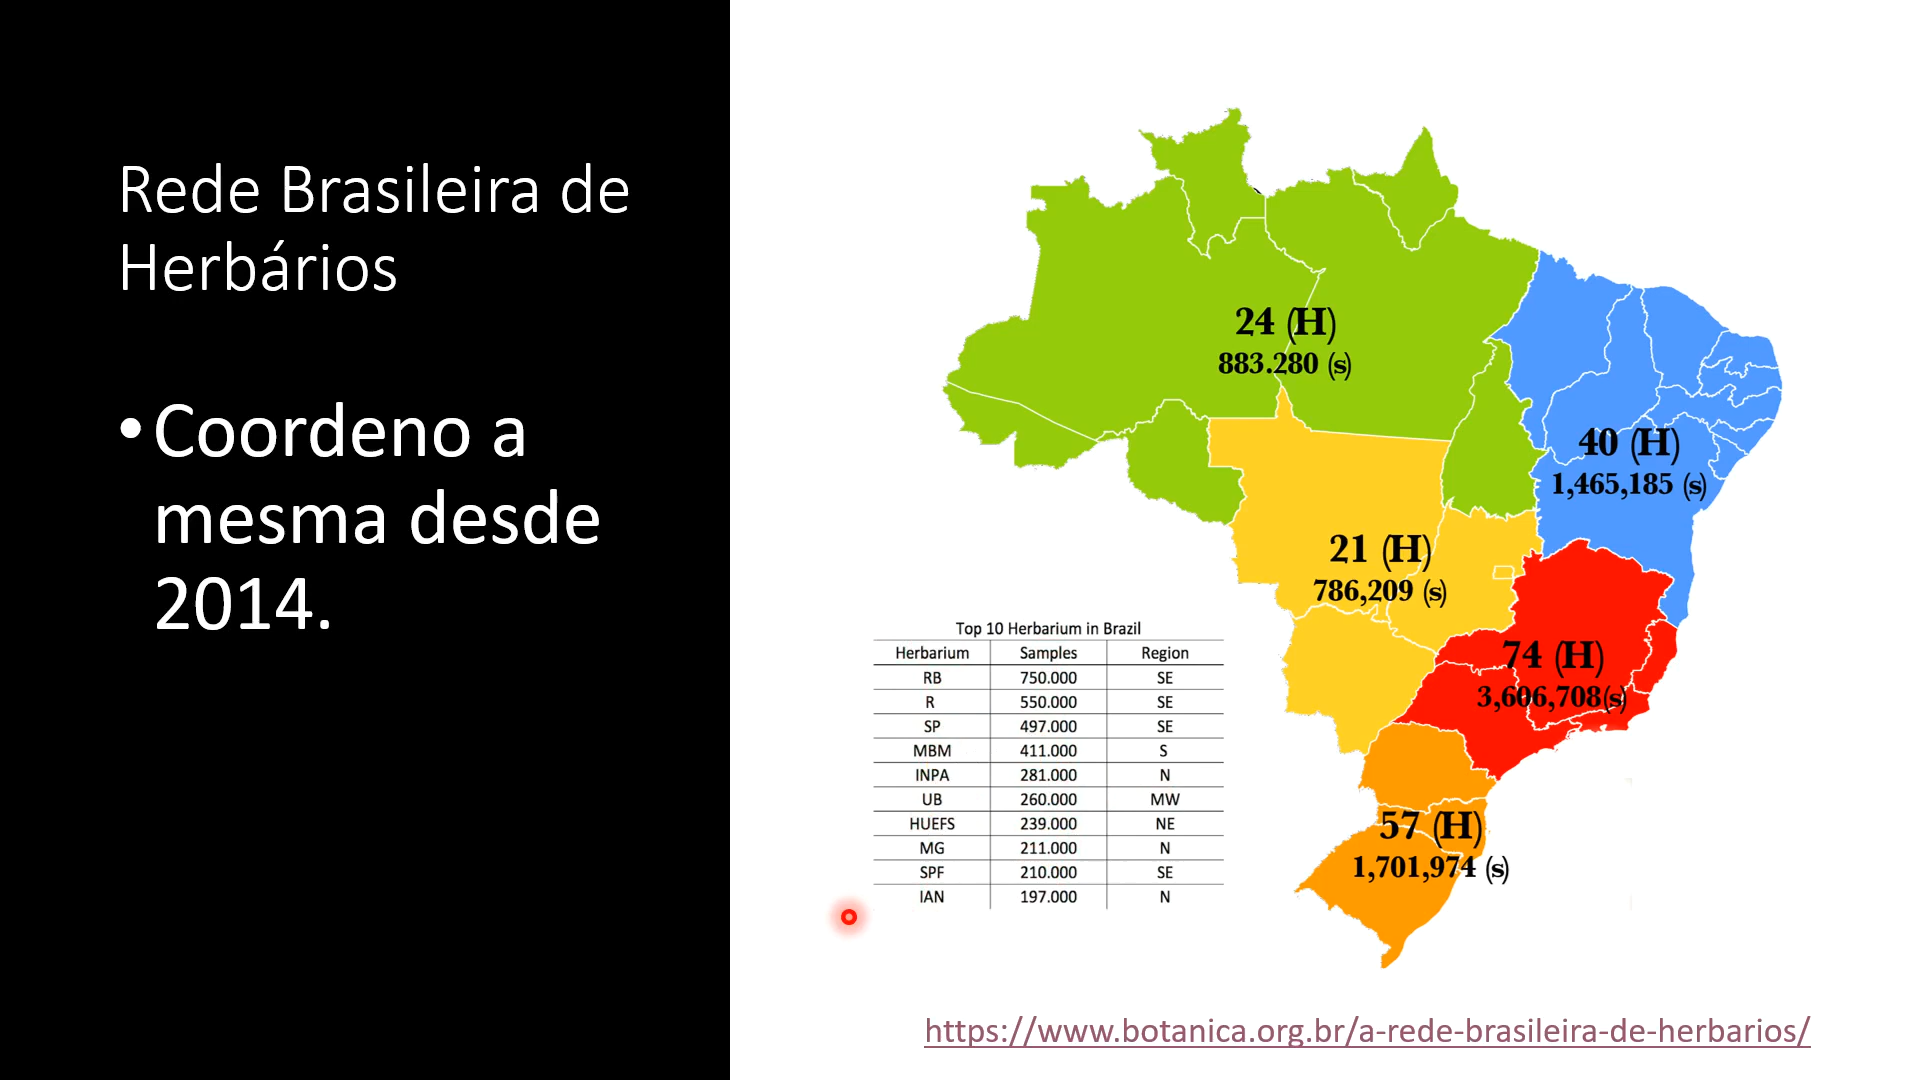 Rede Brasileira de
Herbários
• Coordeno a
mesma desde
2014.
24 (H)
883.280 (s)
40 (H)
1,465,185 (s)
21 (H)
786,209 (s)
74 (H)
3,606,708(s)
57 (H)
1,701,974 (s)
Top 10 Herbarium in Brazil
Herbarium Samples Region
RB 750.000 SE
R 550.000 SE
SP 497.000 SE
MBM 411.000 S
INPA 281.000 N
UB 260.000 MW
HUEFS 239.000 NE
MG 211.000 N
SPF 210.000 SE
IAN 197.000 N
https://www.botanica.org.br/a-rede-brasileira-de-herbarios/